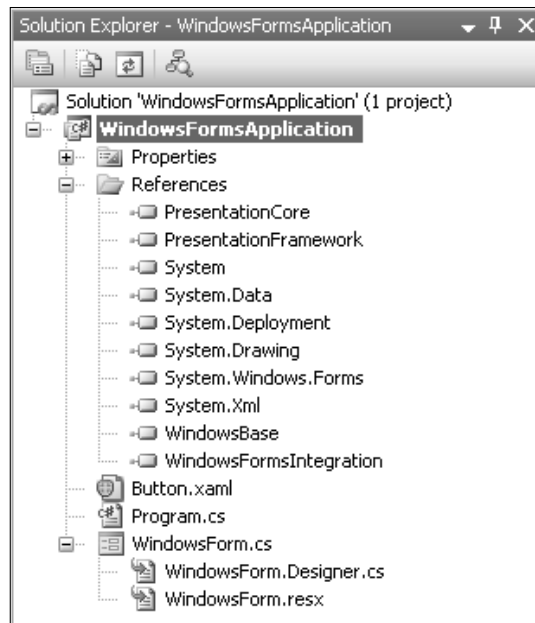 Solution Explorer - WindowsFormsApplication
Solution 'WindowsFormsApplication' (1 project)
WindowsFormsApplication
Properties
References
PresentationCore
PresentationFramework
System
System.Data
System.Deployment
System.Drawing
System.Windows.Forms
System.Xml
WindowsBase
WindowsFormsIntegration
Button.xaml
Program.cs
WindowsForm.cs
WindowsForm.Designer.cs
WindowsForm.resx